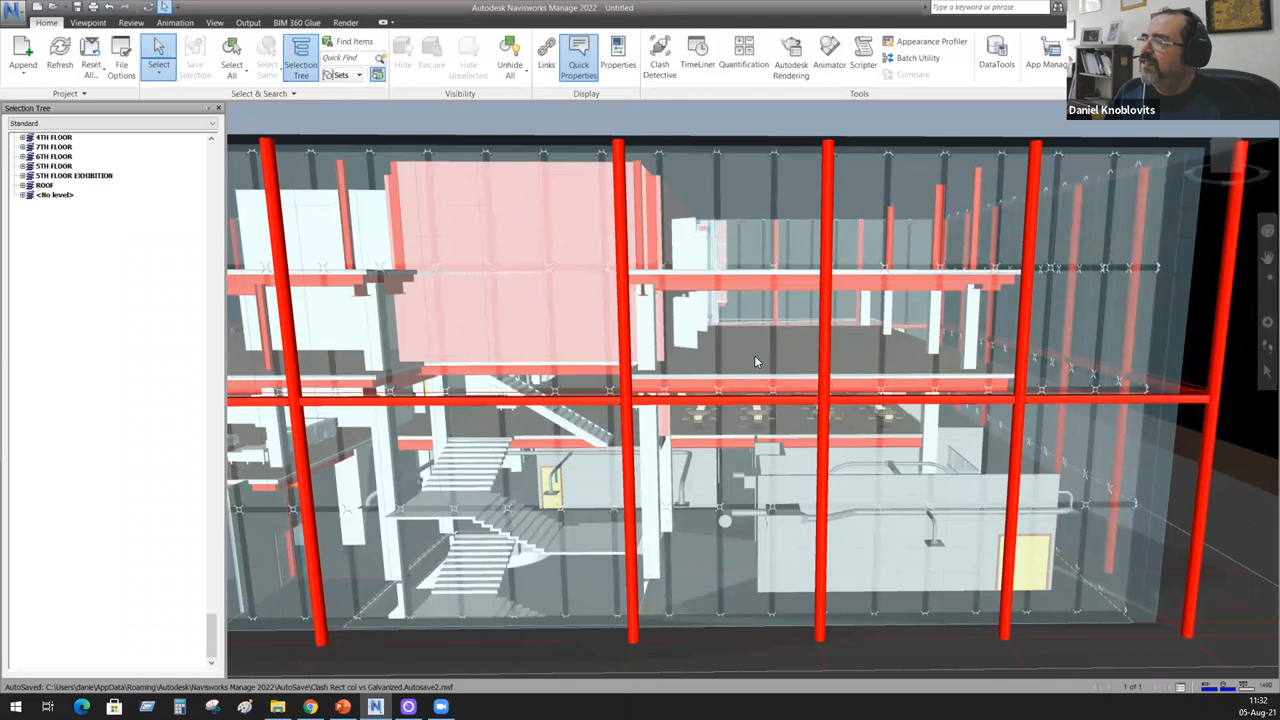 Autodesk Navisworks Manage 2022 Untitled
Type a keyword or phrase
Home Viewpoint Review Animation View Output BIM 360 Glue Render
Append
Refresh
Reset All...
File Options
Project
Select
Save Selection
Select All
Select Same
Selection Tree
Find Items
Quick Find
Sets
Select & Search
Hide
Require
Hide Unselected
Unhide All
Visibility
Links
Quick Properties
Properties
Display
Clash Detective
TimeLiner
Quantification
Autodesk Rendering
Animator
Scripter
Appearance Profiler
Batch Utility
Compare
Tools
DataTools
App Manag
Daniel Knoblovits
Selection Tree
Standard
4TH FLOOR
7TH FLOOR
6TH FLOOR
5TH FLOOR
5TH FLOOR EXHIBITION
ROOF
<No level>
AutoSaved: C:\Users\danie\AppData\Roaming\Autodesk\Navisworks Manage 2022\AutoSave\Clash Rect col vs Galvanized.Autosave2.nwf
1 of 1
1400
11:32
05-Aug-21